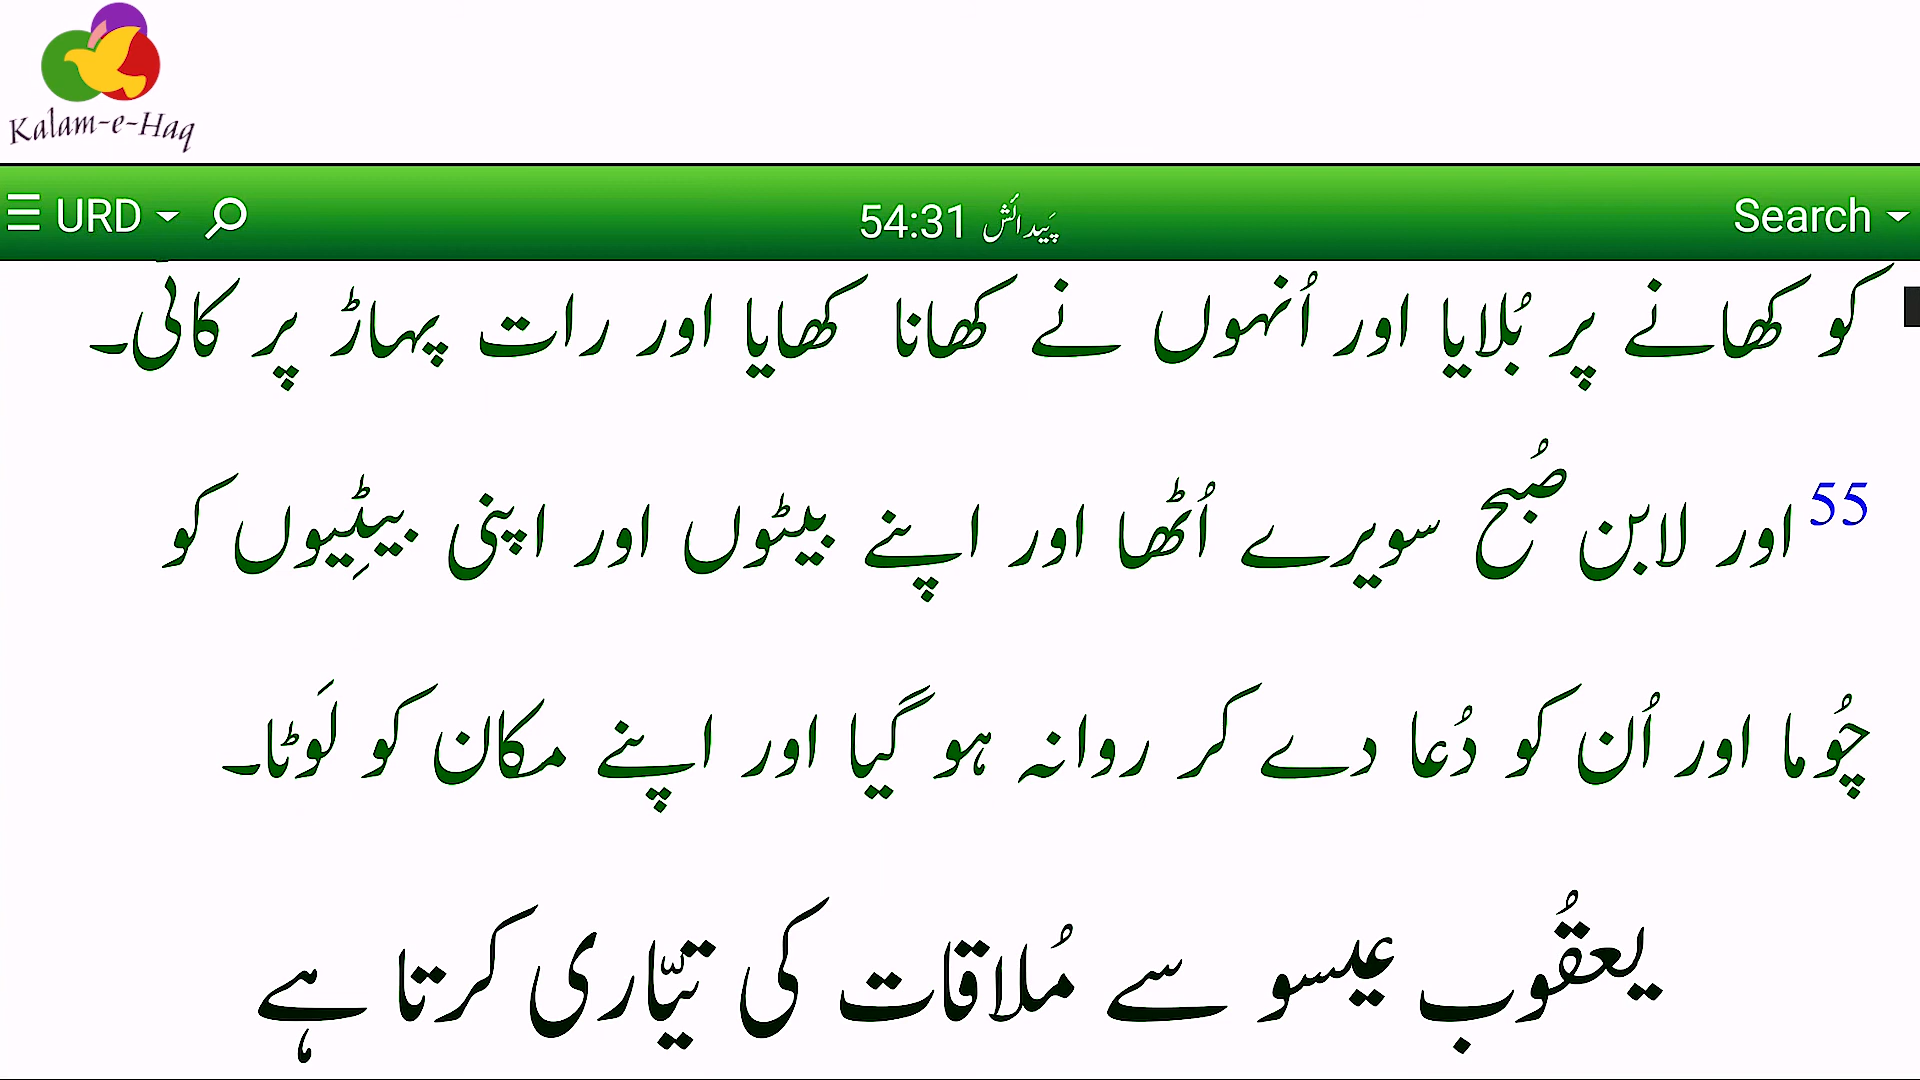 Kalam-e-Haq
URD
پَیدائش 54:31
Search
کو کھانے پر بُلایا اور اُنہوں نے کھانا کھایا اور رات پہاڑ پر کاٹی۔
55 اور لابن صُبح سویرے اُٹھا اور اپنے بیٹوں اور اپنی بیٹِیوں کو
چُوما اور اُن کو دُعا دے کر روانہ ہو گیا اور اپنے مکان کو لَوٹا۔
یعقُوب عیسو سے مُلاقات کی تیّاری کرتا ہے